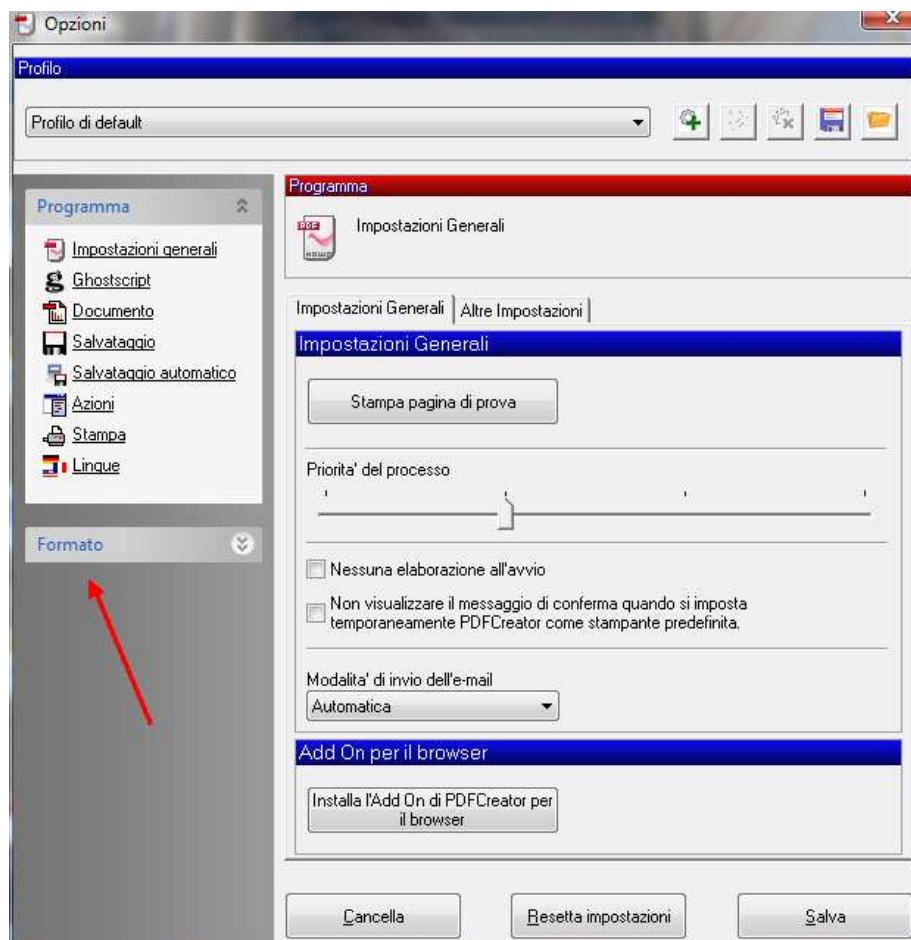 Opzioni
Profilo
Profilo di default
Programma
Impostazioni generali
Ghostscript
Documento
Salvataggio
Salvataggio automatico
Azioni
Stampa
Lingue
Formato
Programma
PDF
Impostazioni Generali
Impostazioni Generali
Altre Impostazioni
Impostazioni Generali
Stampa pagina di prova
Priorita' del processo
Nessuna elaborazione all'avvio
Non visualizzare il messaggio di conferma quando si imposta
temporaneamente PDFCreator come stampante predefinita.
Modalita' di invio dell'e-mail
Automatica
Add On per il browser
Installa l'Add On di PDFCreator per
il browser
Cancella
Resetta impostazioni
Salva